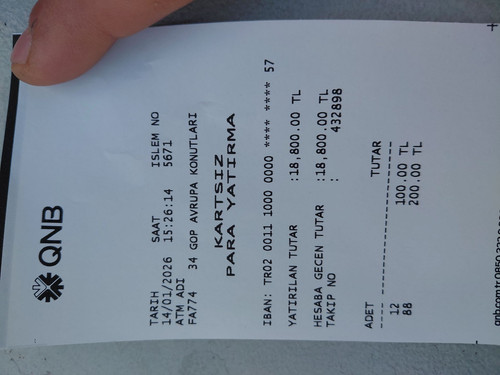 QNB
TARIH SAAT ISLEM NO
14/01/2026 15:26:14 5671
ATM ADI
FA774 34 GOP AVRUPA KONUTLARI
KARTSIZ
PARA YATIRMA
IBAN: TR02 0011 1000 0000 **** **** 57
YATIRILAN TUTAR :18,800.00 TL
HESABA GECEN TUTAR :18,800.00 TL
TAKIP NO : 432898
ADET TUTAR
12 100.00 TL
88 200.00 TL